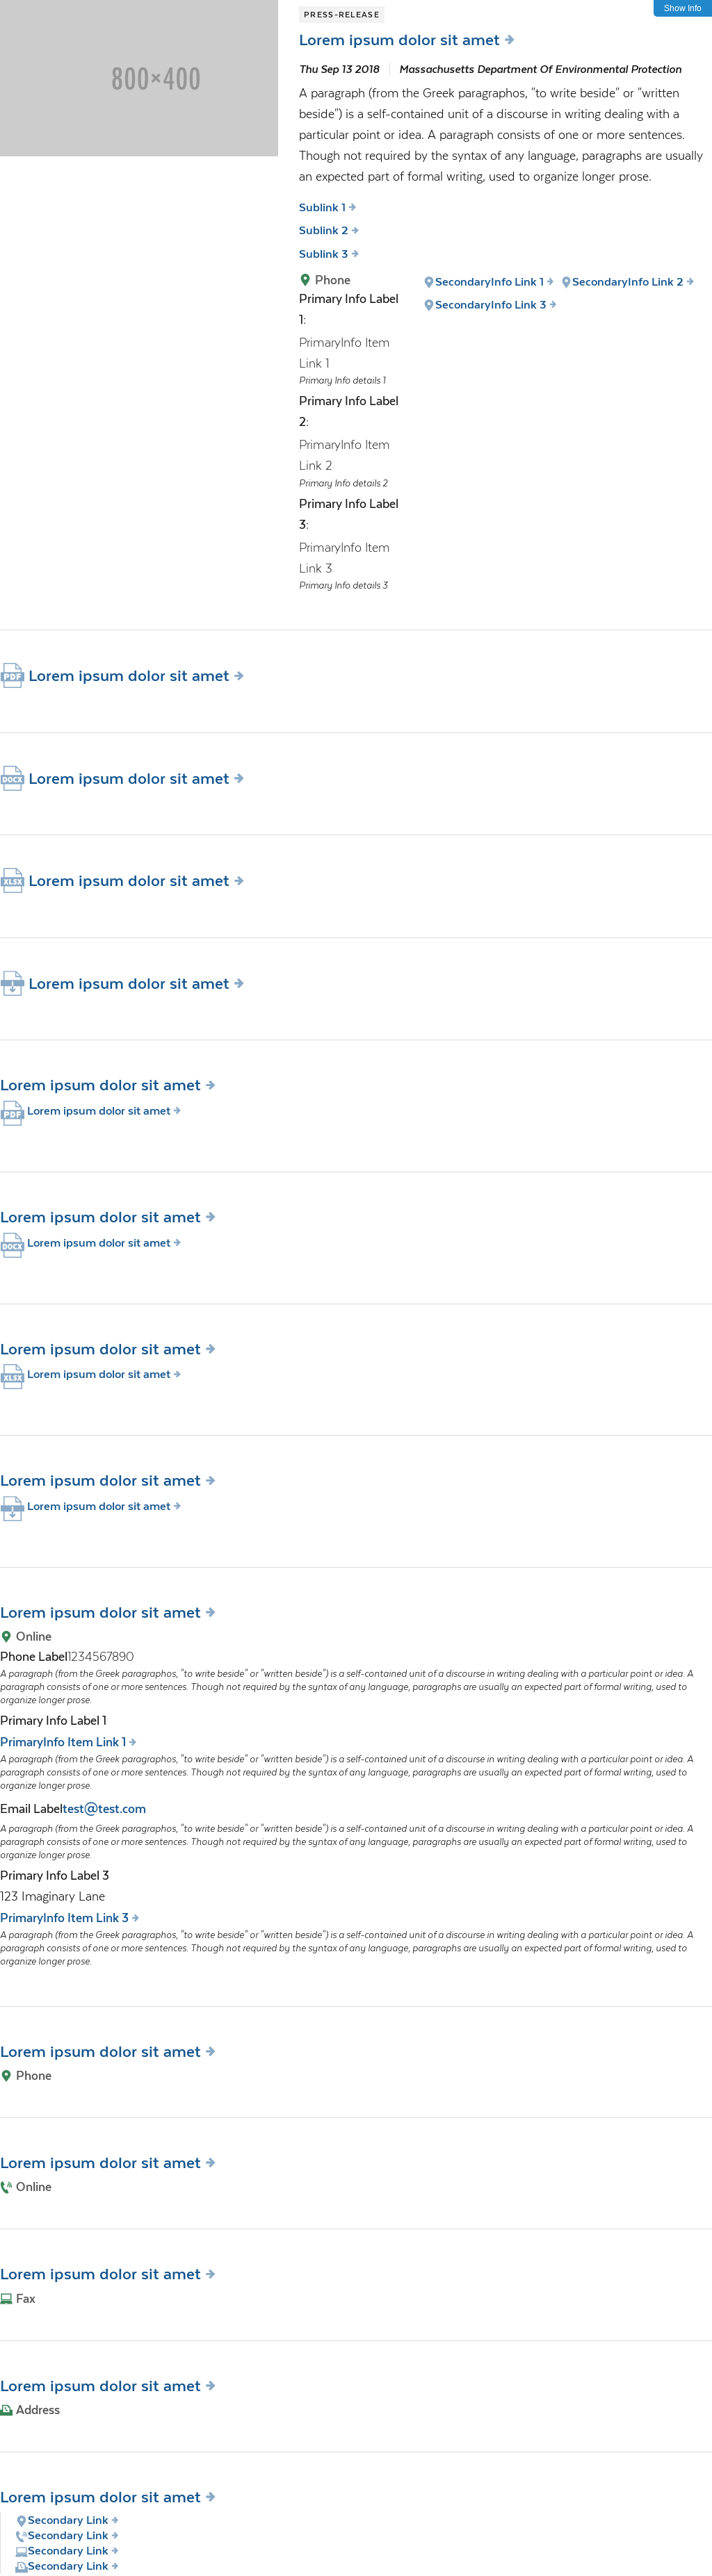 Show Info
800×400
PRESS-RELEASE
Lorem ipsum dolor sit amet
Thu Sep 13 2018
Massachusetts Department Of Environmental Protection
A paragraph (from the Greek paragraphos, "to write beside" or "written
beside") is a self-contained unit of a discourse in writing dealing with a
particular point or idea. A paragraph consists of one or more sentences.
Though not required by the syntax of any language, paragraphs are usually
an expected part of formal writing, used to organize longer prose.
Sublink 1
Sublink 2
Sublink 3
Phone
Primary Info Label
1:
PrimaryInfo Item
Link 1
Primary Info details 1
Primary Info Label
2:
PrimaryInfo Item
Link 2
Primary Info details 2
Primary Info Label
3:
PrimaryInfo Item
Link 3
Primary Info details 3
SecondaryInfo Link 1 SecondaryInfo Link 2
SecondaryInfo Link 3
PDF Lorem ipsum dolor sit amet
DOCX Lorem ipsum dolor sit amet
XLSX Lorem ipsum dolor sit amet
Lorem ipsum dolor sit amet
Lorem ipsum dolor sit amet
PDF Lorem ipsum dolor sit amet
Lorem ipsum dolor sit amet
DOCX Lorem ipsum dolor sit amet
Lorem ipsum dolor sit amet
XLSX Lorem ipsum dolor sit amet
Lorem ipsum dolor sit amet
Lorem ipsum dolor sit amet
Lorem ipsum dolor sit amet
Online
Phone Label1234567890
A paragraph (from the Greek paragraphos, "to write beside" or "written beside") is a self-contained unit of a discourse in writing dealing with a particular point or idea. A
paragraph consists of one or more sentences. Though not required by the syntax of any language, paragraphs are usually an expected part of formal writing, used to
organize longer prose.
Primary Info Label 1
PrimaryInfo Item Link 1
A paragraph (from the Greek paragraphos, "to write beside" or "written beside") is a self-contained unit of a discourse in writing dealing with a particular point or idea. A
paragraph consists of one or more sentences. Though not required by the syntax of any language, paragraphs are usually an expected part of formal writing, used to
organize longer prose.
Email Labeltest@test.com
A paragraph (from the Greek paragraphos, "to write beside" or "written beside") is a self-contained unit of a discourse in writing dealing with a particular point or idea. A
paragraph consists of one or more sentences. Though not required by the syntax of any language, paragraphs are usually an expected part of formal writing, used to
organize longer prose.
Primary Info Label 3
123 Imaginary Lane
PrimaryInfo Item Link 3
A paragraph (from the Greek paragraphos, "to write beside" or "written beside") is a self-contained unit of a discourse in writing dealing with a particular point or idea. A
paragraph consists of one or more sentences. Though not required by the syntax of any language, paragraphs are usually an expected part of formal writing, used to
organize longer prose.
Lorem ipsum dolor sit amet
Phone
Lorem ipsum dolor sit amet
Online
Lorem ipsum dolor sit amet
Fax
Lorem ipsum dolor sit amet
Address
Lorem ipsum dolor sit amet
Secondary Link
Secondary Link
Secondary Link
Secondary Link